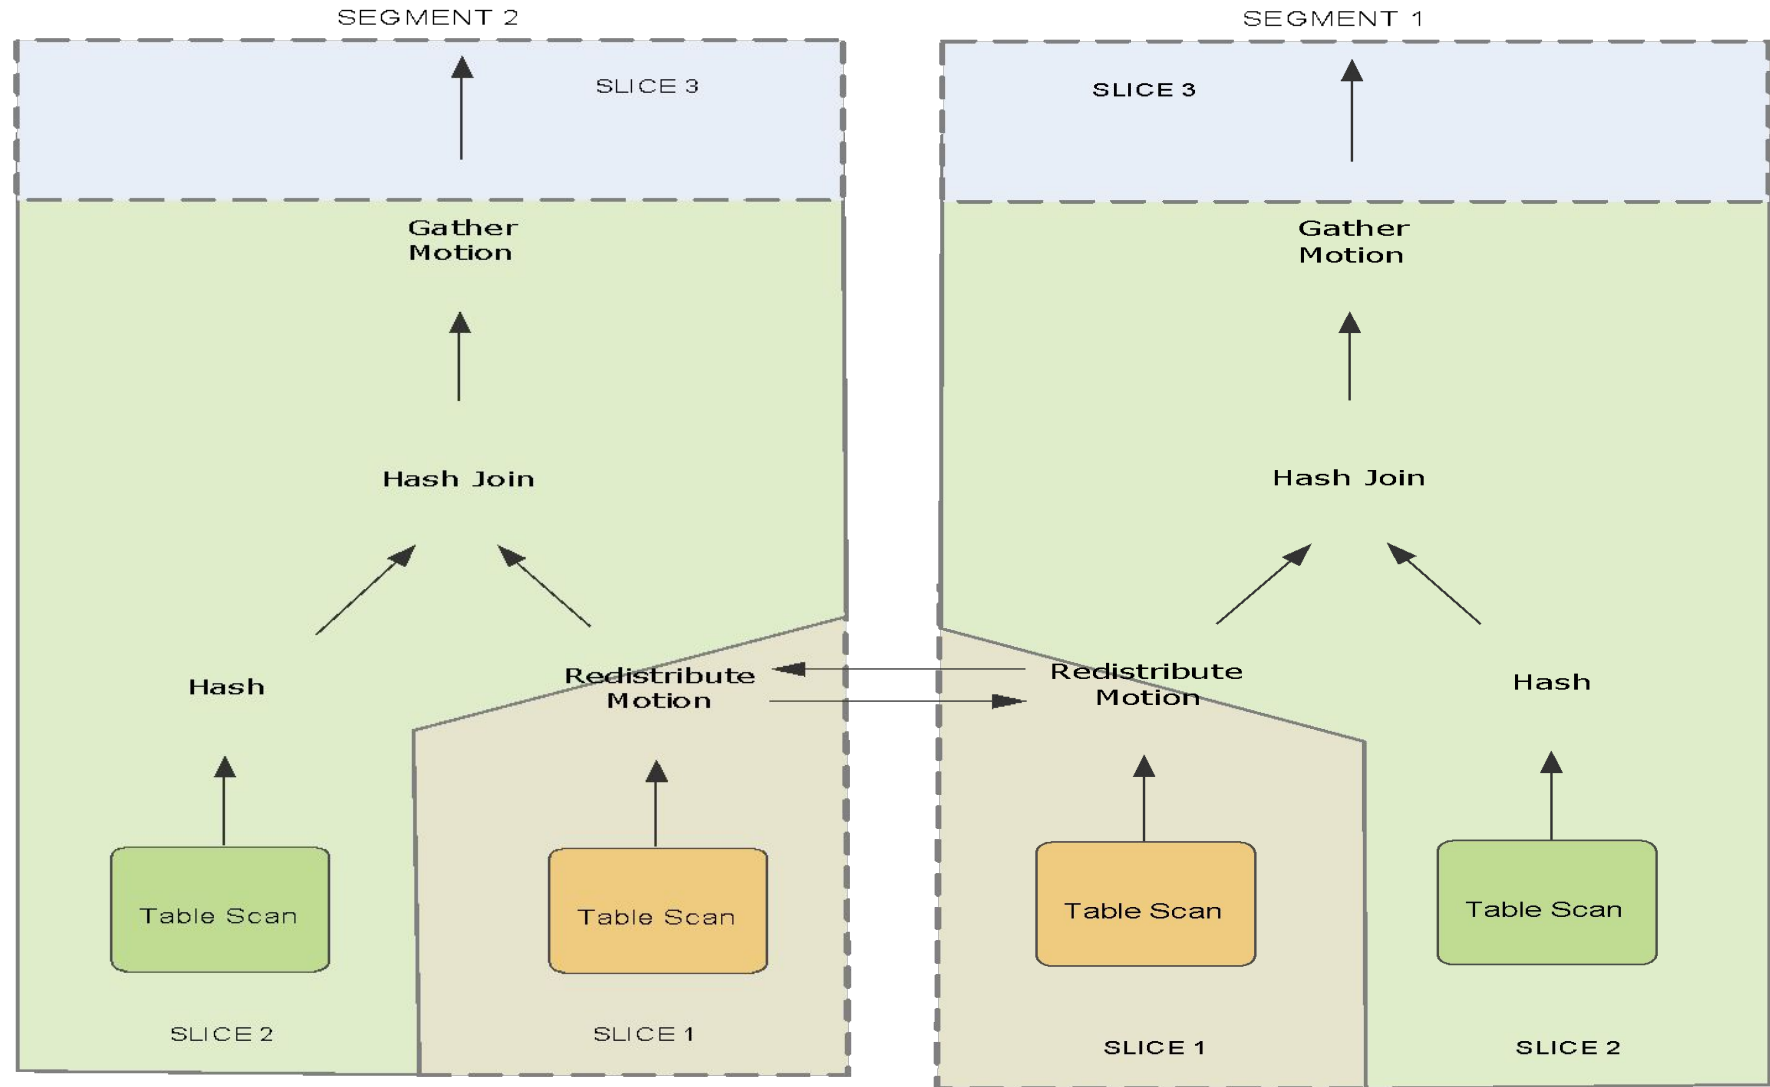 SEGMENT 2
SEGMENT 1
SLICE 3
SLICE 3
Gather
Motion
Gather
Motion
Hash Join
Hash Join
Hash
Redistribute
Motion
Redistribute
Motion
Hash
Table Scan
Table Scan
Table Scan
Table Scan
SLICE 2
SLICE 1
SLICE 1
SLICE 2